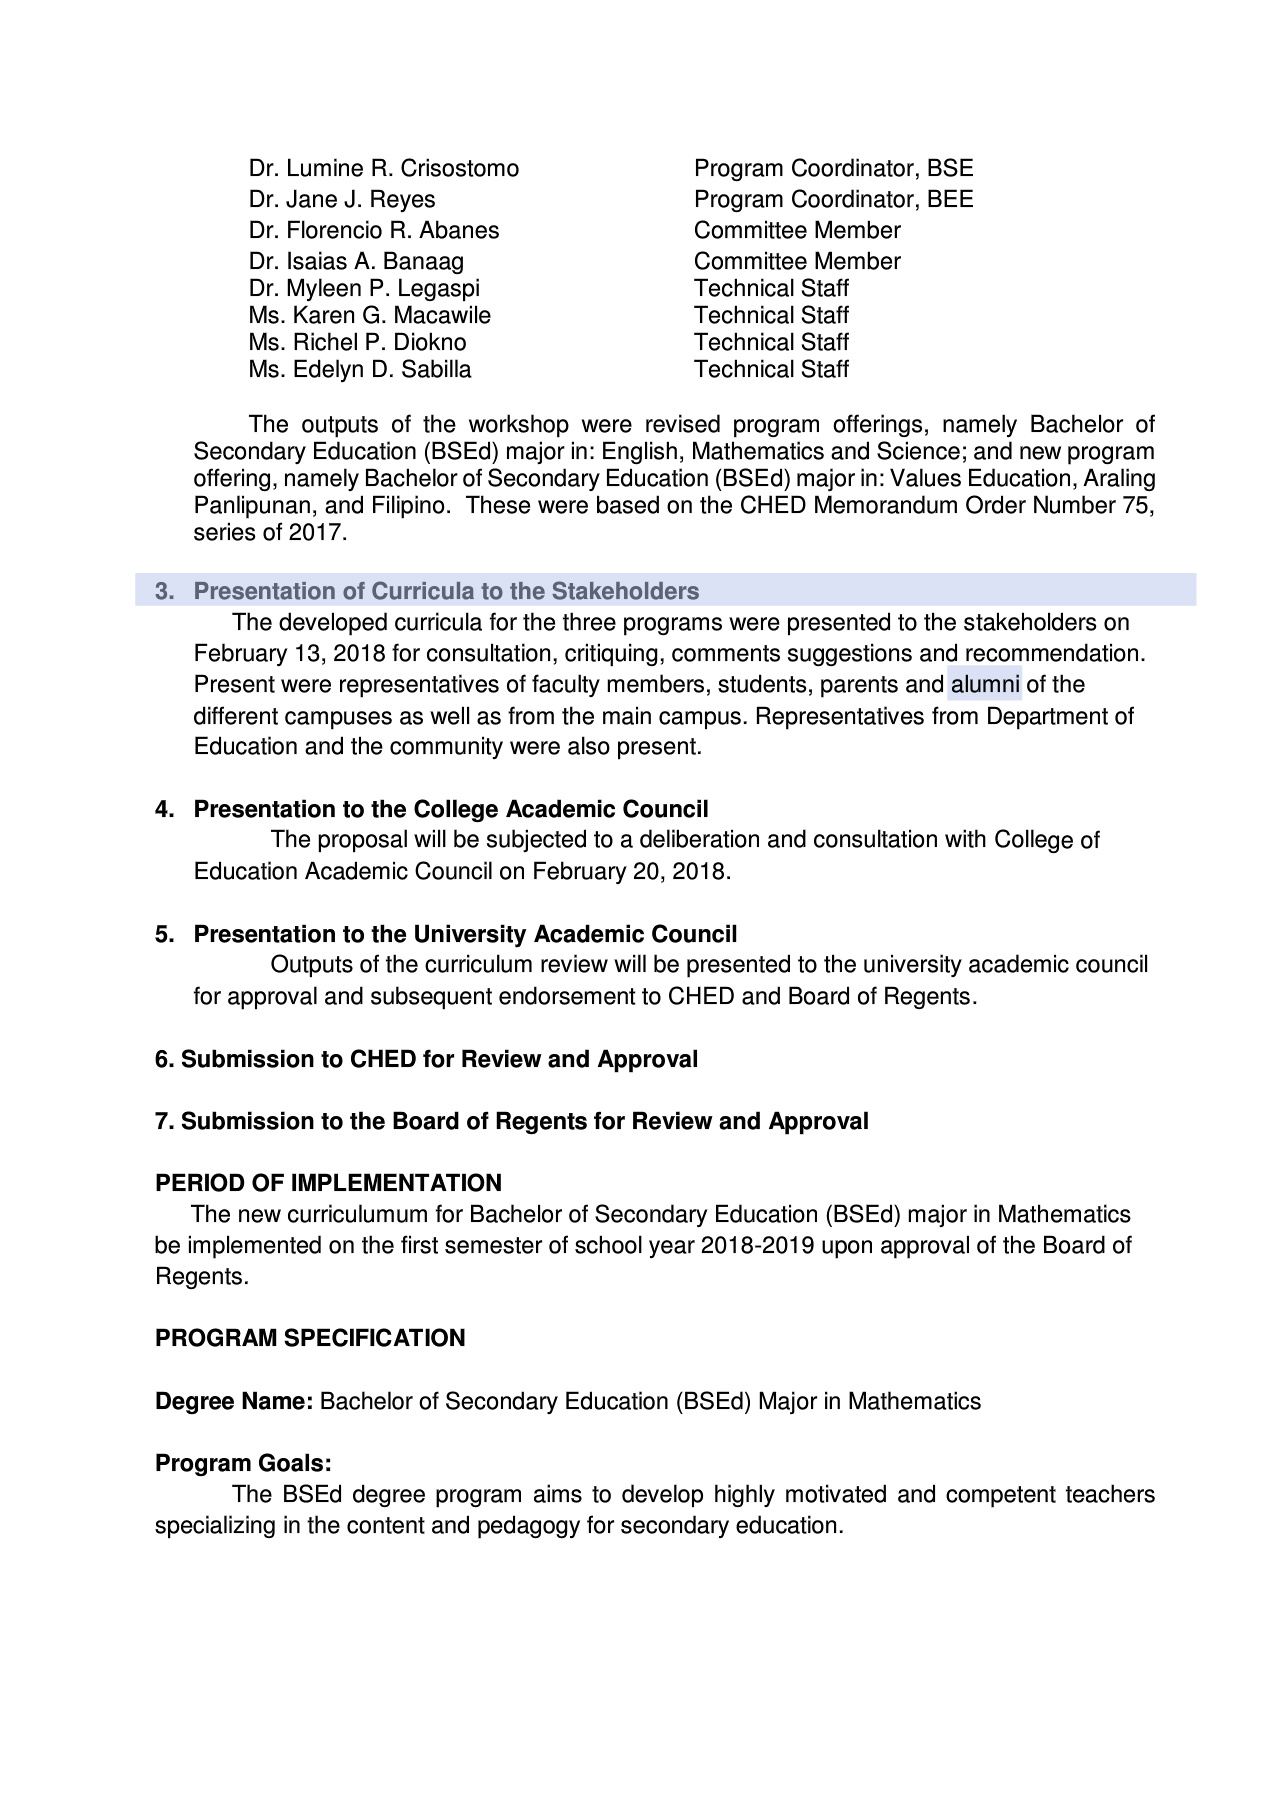 Dr. Lumine R. Crisostomo Program Coordinator, BSE
Dr. Jane J. Reyes Program Coordinator, BEE
Dr. Florencio R. Abanes Committee Member
Dr. Isaias A. Banaag Committee Member
Dr. Myleen P. Legaspi Technical Staff
Ms. Karen G. Macawile Technical Staff
Ms. Richel P. Diokno Technical Staff
Ms. Edelyn D. Sabilla Technical Staff
The outputs of the workshop were revised program offerings, namely Bachelor of
Secondary Education (BSEd) major in: English, Mathematics and Science; and new program
offering, namely Bachelor of Secondary Education (BSEd) major in: Values Education, Araling
Panlipunan, and Filipino. These were based on the CHED Memorandum Order Number 75,
series of 2017.
3. Presentation of Curricula to the Stakeholders
The developed curricula for the three programs were presented to the stakeholders on
February 13, 2018 for consultation, critiquing, comments suggestions and recommendation.
Present were representatives of faculty members, students, parents and alumni of the
different campuses as well as from the main campus. Representatives from Department of
Education and the community were also present.
4. Presentation to the College Academic Council
The proposal will be subjected to a deliberation and consultation with College of
Education Academic Council on February 20, 2018.
5. Presentation to the University Academic Council
Outputs of the curriculum review will be presented to the university academic council
for approval and subsequent endorsement to CHED and Board of Regents.
6. Submission to CHED for Review and Approval
7. Submission to the Board of Regents for Review and Approval
PERIOD OF IMPLEMENTATION
The new curriculumum for Bachelor of Secondary Education (BSEd) major in Mathematics
be implemented on the first semester of school year 2018-2019 upon approval of the Board of
Regents.
PROGRAM SPECIFICATION
Degree Name: Bachelor of Secondary Education (BSEd) Major in Mathematics
Program Goals:
The BSEd degree program aims to develop highly motivated and competent teachers
specializing in the content and pedagogy for secondary education.